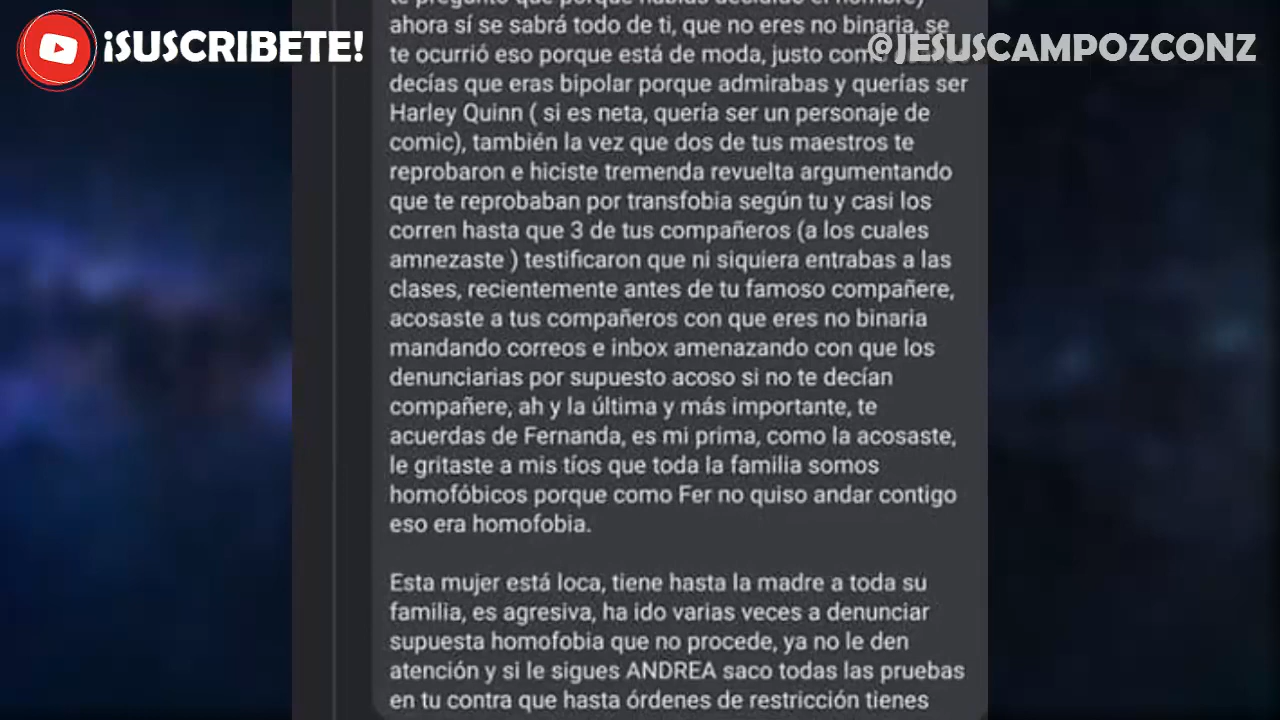 ¡SUSCRIBETE!
@JESUSCAMPOZCONZ
ahora sí se sabrá todo de ti, que no eres no binaria, se
te ocurrió eso porque está de moda, justo com
decías que eras bipolar porque admirabas y querías ser
Harley Quinn ( si es neta, quería ser un personaje de
comic), también la vez que dos de tus maestros te
reprobaron e hiciste tremenda revuelta argumentando
que te reprobaban por transfobia según tu y casi los
corren hasta que 3 de tus compañeros (a los cuales
amnezaste ) testificaron que ni siquiera entrabas a las
clases, recientemente antes de tu famoso compañere,
acosaste a tus compañeros con que eres no binaria
mandando correos e inbox amenazando con que los
denunciarias por supuesto acoso si no te decían
compañere, ah y la última y más importante, te
acuerdas de Fernanda, es mi prima, como la acosaste,
le gritaste a mis tíos que toda la familia somos
homofóbicos porque como Fer no quiso andar contigo
eso era homofobia.
Esta mujer está loca, tiene hasta la madre a toda su
familia, es agresiva, ha ido varias veces a denunciar
supuesta homofobia que no procede, ya no le den
atención y si le sigues ANDREA saco todas las pruebas
en tu contra que hasta órdenes de restricción tienes